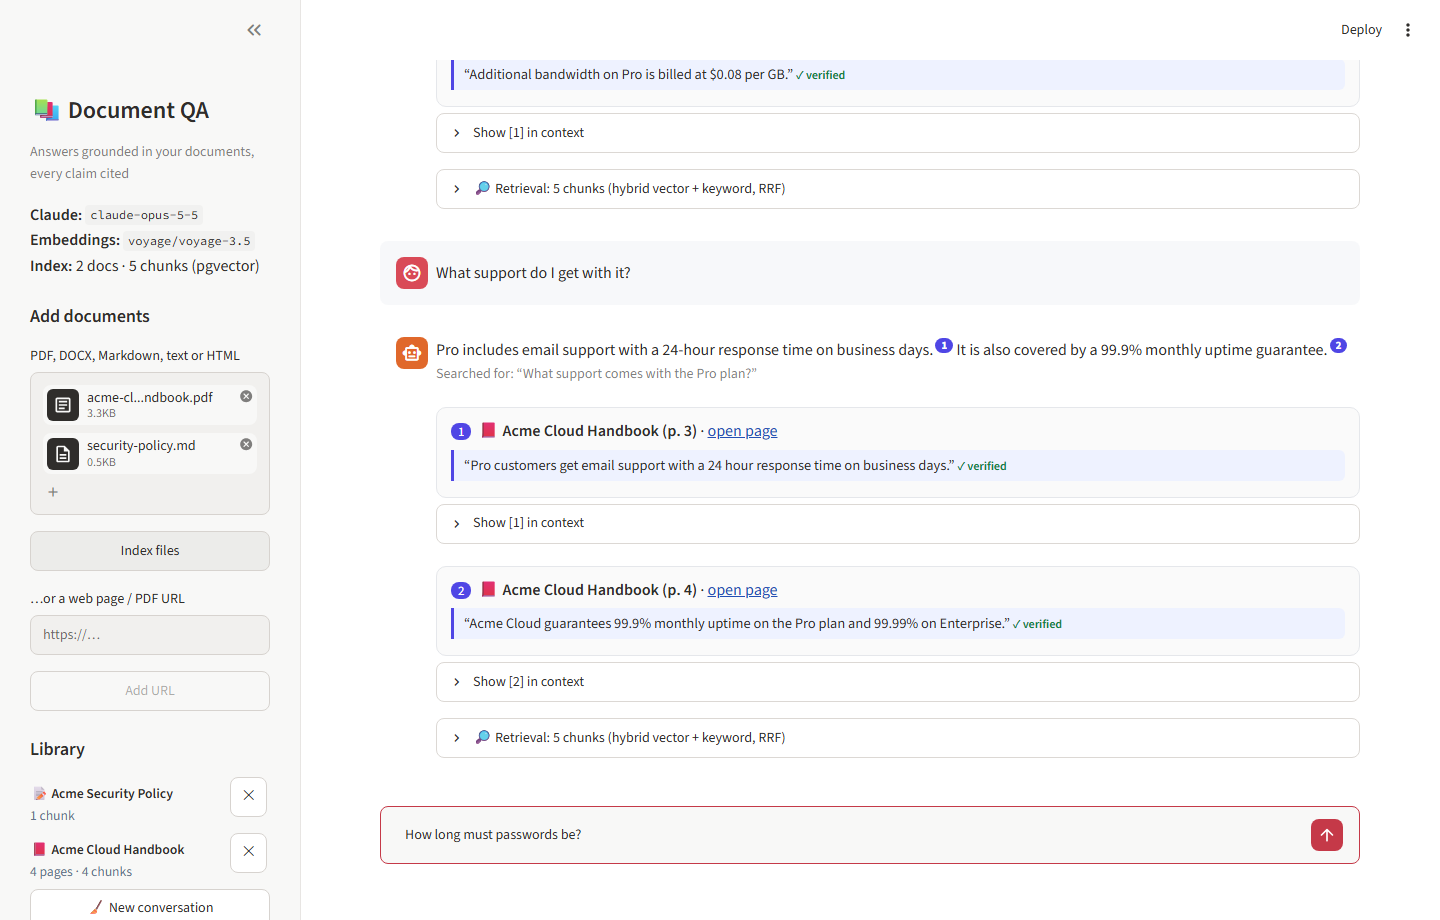 Deploy
Document QA
Answers grounded in your documents,
every claim cited
Claude: claude-opus-5-5
Embeddings: voyage/voyage-3.5
Index: 2 docs · 5 chunks (pgvector)
Add documents
PDF, DOCX, Markdown, text or HTML
acme-cl...ndbook.pdf
3.3KB
security-policy.md
0.5KB
Index files
…or a web page / PDF URL
https://…
Add URL
Library
Acme Security Policy
1 chunk
Acme Cloud Handbook
4 pages · 4 chunks
New conversation
“Additional bandwidth on Pro is billed at $0.08 per GB.” ✓ verified
Show [1] in context
Retrieval: 5 chunks (hybrid vector + keyword, RRF)
What support do I get with it?
Pro includes email support with a 24-hour response time on business days. 1 It is also covered by a 99.9% monthly uptime guarantee. 2
Searched for: “What support comes with the Pro plan?”
1 Acme Cloud Handbook (p. 3) · open page
“Pro customers get email support with a 24 hour response time on business days.” ✓ verified
Show [1] in context
2 Acme Cloud Handbook (p. 4) · open page
“Acme Cloud guarantees 99.9% monthly uptime on the Pro plan and 99.99% on Enterprise.” ✓ verified
Show [2] in context
Retrieval: 5 chunks (hybrid vector + keyword, RRF)
How long must passwords be?